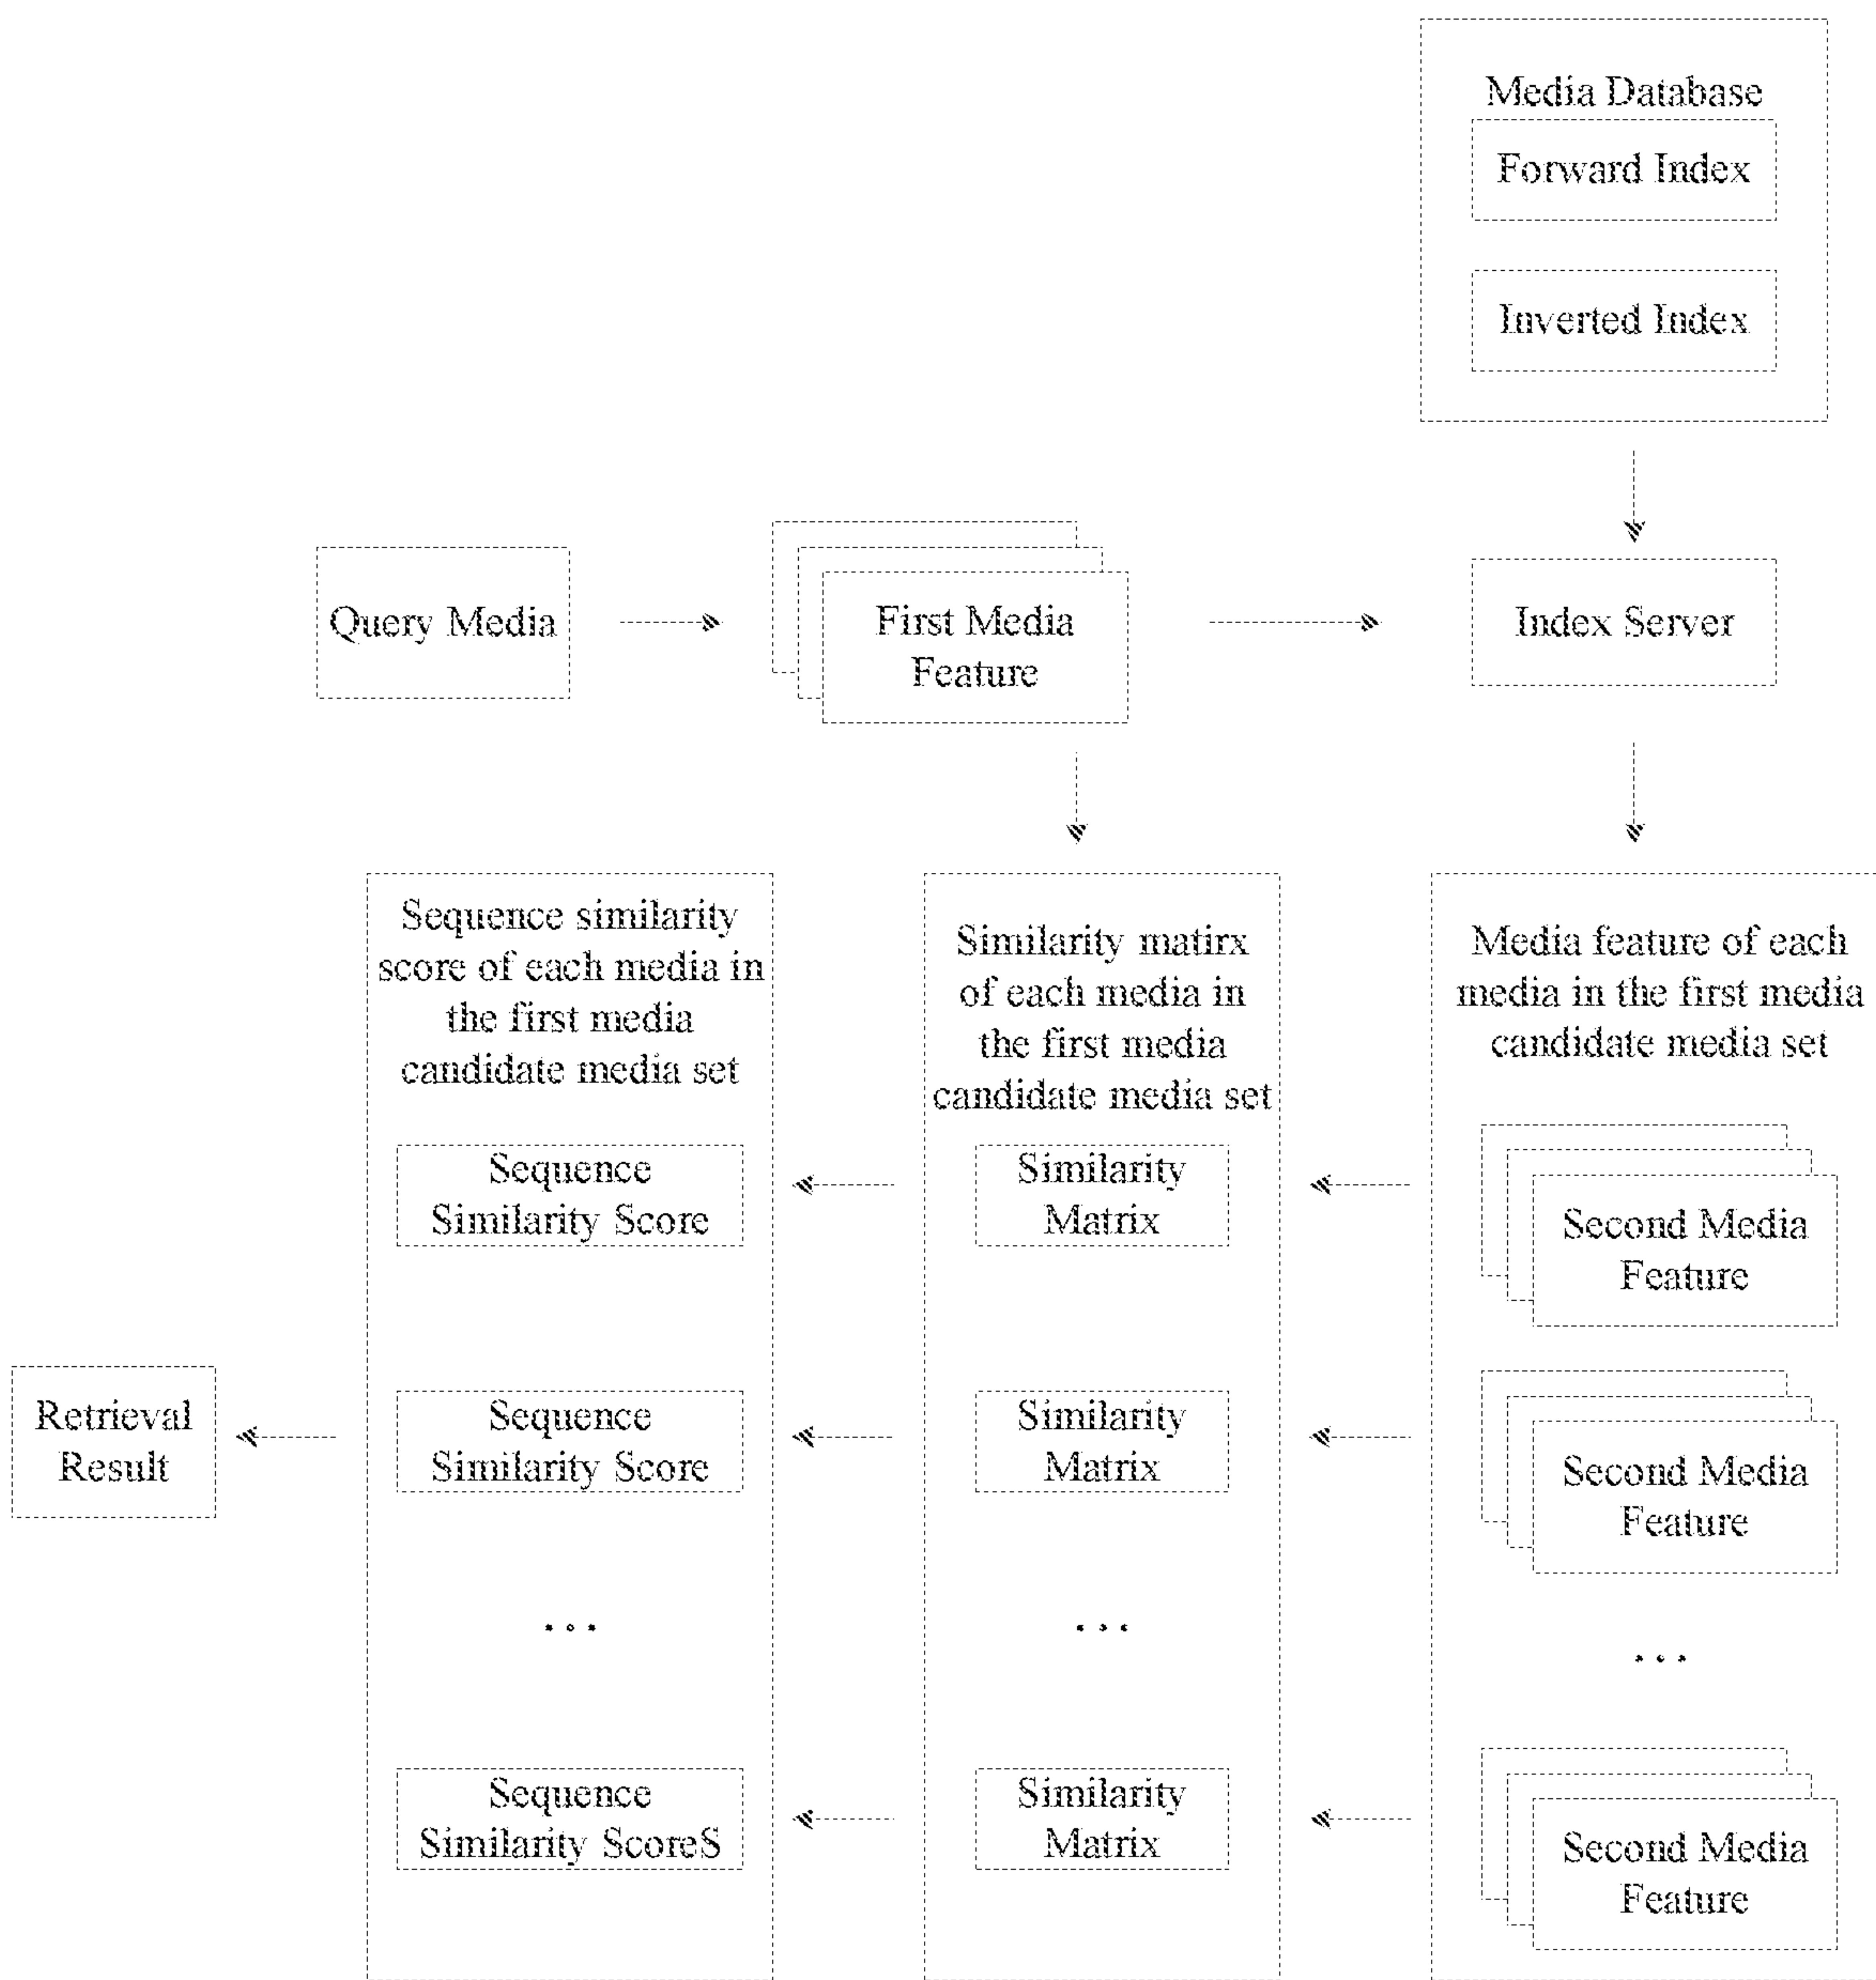 Media Database
Forward Index
Inverted Index
Query Media
First Media
Feature
Index Server
Sequence similarity
score of each media in
the first media
candidate media set
Sequence
Similarity Score
Sequence
Similarity Score
...
Sequence
Similarity ScoreS
Similarity matirx
of each media in
the first media
candidate media set
Similarity
Matrix
Similarity
Matrix
...
Similarity
Matrix
Media feature of each
media in the first media
candidate media set
Second Media
Feature
Second Media
Feature
...
Second Media
Feature
Retrieval
Result